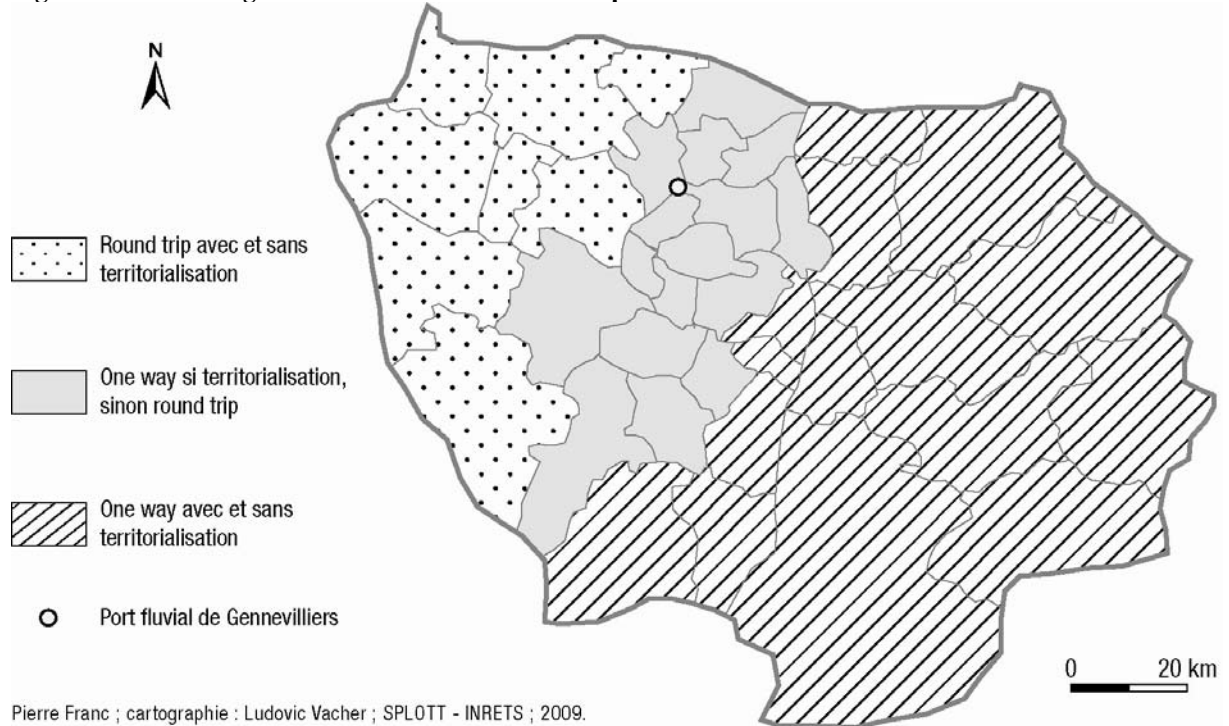 N
Round trip avec et sans
territorialisation
One way si territorialisation,
sinon round trip
One way avec et sans
territorialisation
Port fluvial de Gennevilliers
0 20 km
Pierre Franc ; cartographie : Ludovic Vacher ; SPLOTT - INRETS ; 2009.